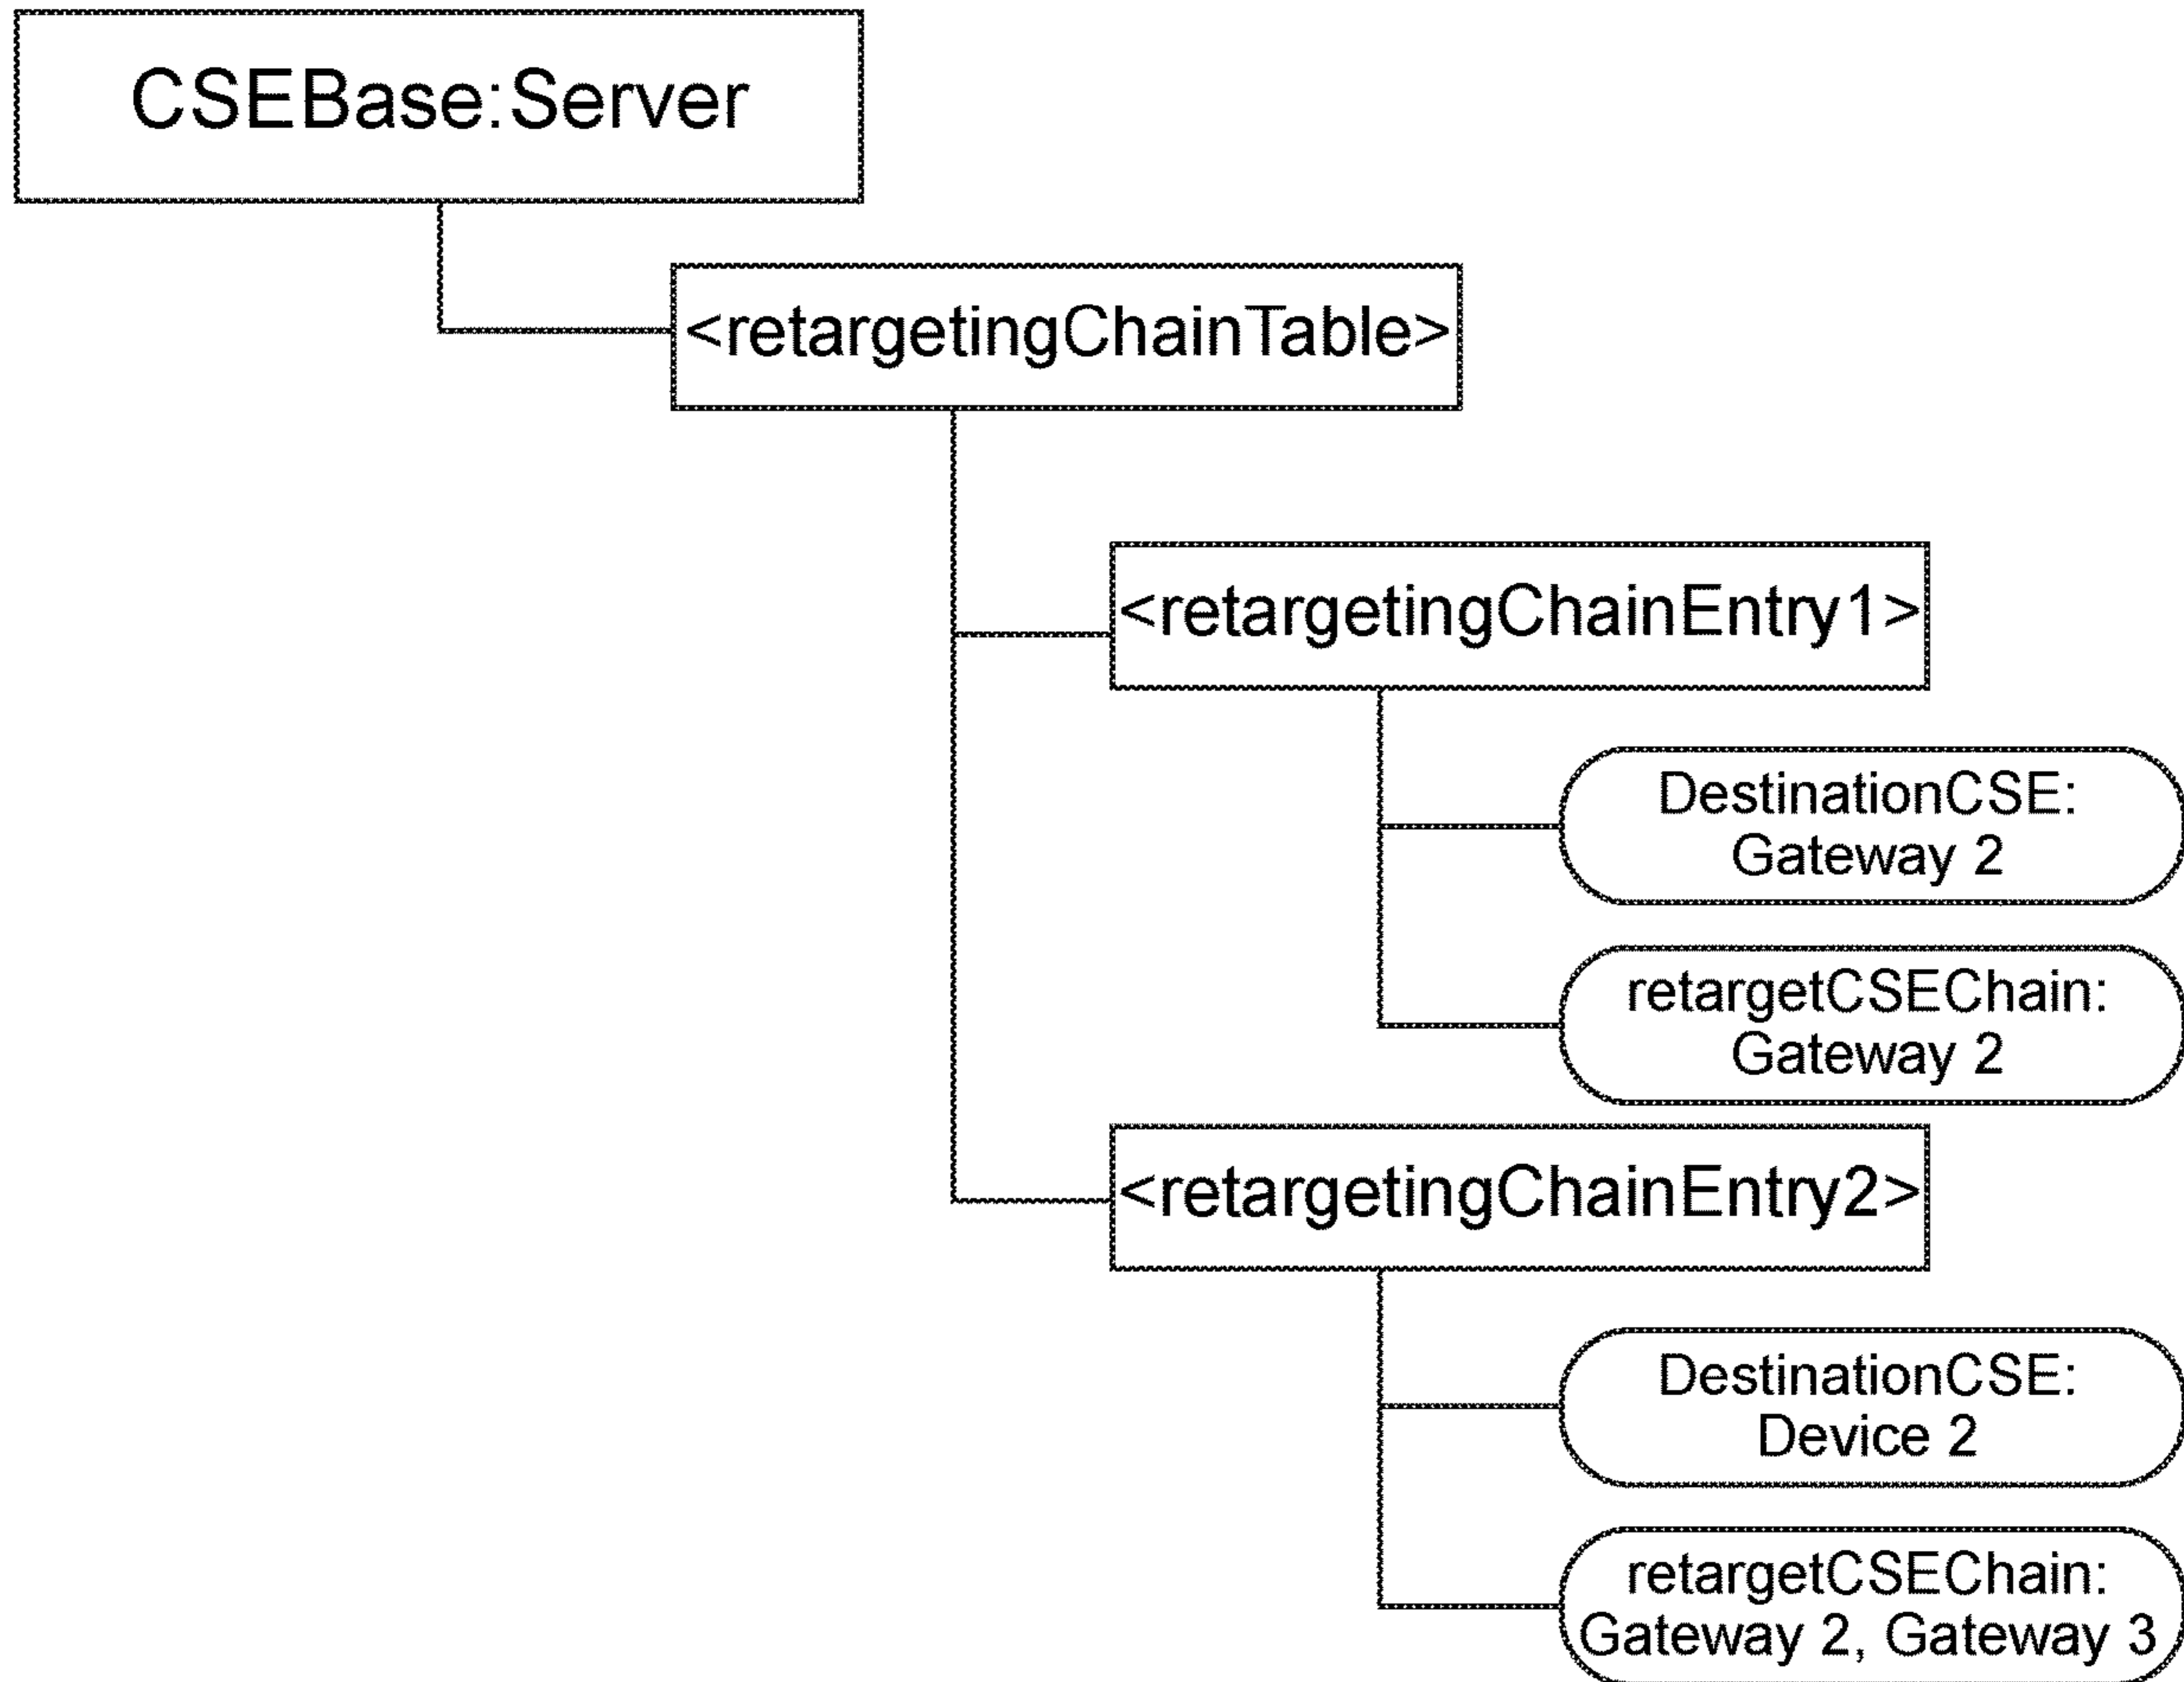 CSEBase:Server
<retargetingChainTable>
<retargetingChainEntry1>
DestinationCSE:
Gateway 2
retargetCSEChain:
Gateway 2
<retargetingChainEntry2>
DestinationCSE:
Device 2
retargetCSEChain:
Gateway 2, Gateway 3